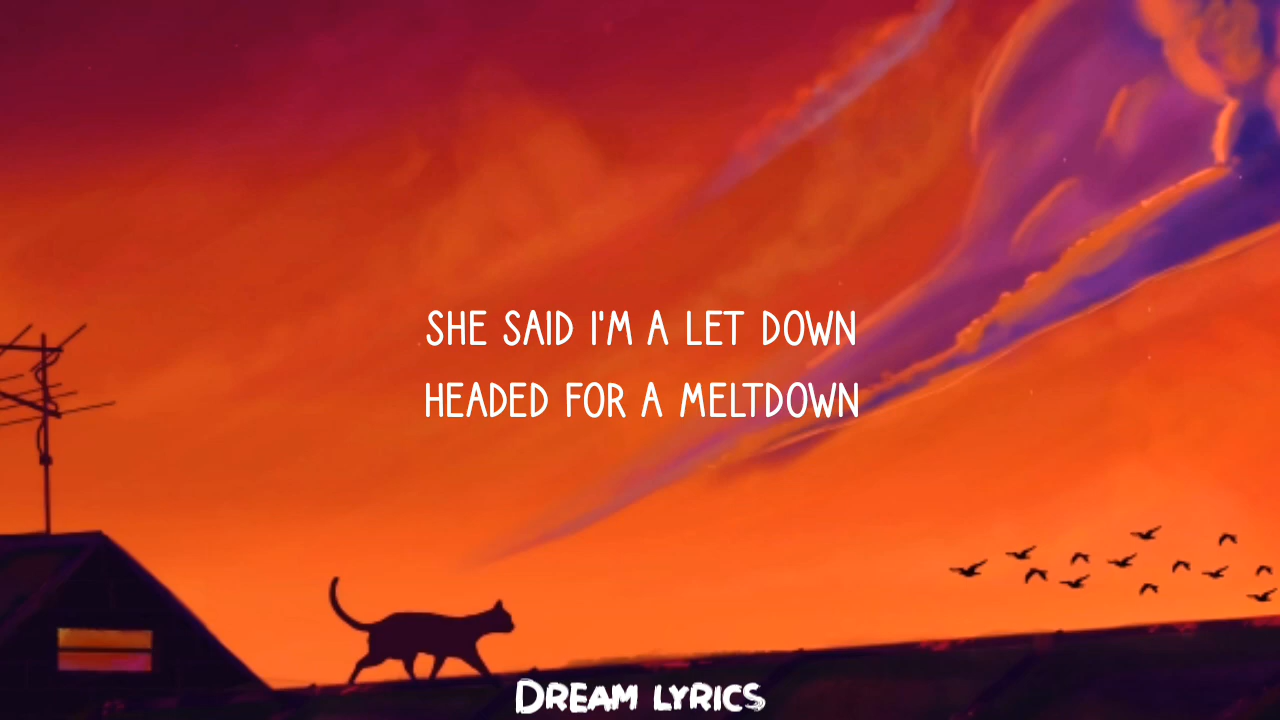 SHE SAID I'M A LET DOWN
HEADED FOR A MELTDOWN
DREAM LYRICS